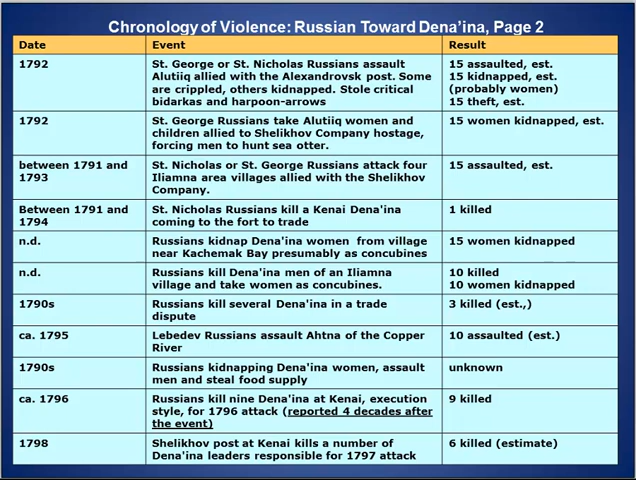 Chronology of Violence: Russian Toward Dena'ina, Page 2
Date Event Result
1792 St. George or St. Nicholas Russians assault 15 assaulted, est.
Alutiiq allied with the Alexandrovsk post. Some 15 kidnapped, est.
are crippled, others kidnapped. Stole critical (probably women)
bidarkas and harpoon-arrows 15 theft, est.
1792 St. George Russians take Alutiiq women and 15 women kidnapped, est.
children allied to Shelikhov Company hostage,
forcing men to hunt sea otter.
between 1791 and St. Nicholas or St. George Russians attack four 15 assaulted, est.
1793 Iliamna area villages allied with the Shelikhov
Company.
Between 1791 and St. Nicholas Russians kill a Kenai Dena'ina 1 killed
1794 coming to the fort to trade
n.d. Russians kidnap Dena'ina women from village 15 women kidnapped
near Kachemak Bay presumably as concubines
n.d. Russians kill Dena'ina men of an Iliamna 10 killed
village and take women as concubines. 10 women kidnapped
1790s Russians kill several Dena'ina in a trade 3 killed (est.,)
dispute
ca. 1795 Lebedev Russians assault Ahtna of the Copper 10 assaulted (est.)
River
1790s Russians kidnapping Dena'ina women, assault unknown
men and steal food supply
ca. 1796 Russians kill nine Dena'ina at Kenai, execution 9 killed
style, for 1796 attack (reported 4 decades after
the event)
1798 Shelikhov post at Kenai kills a number of 6 killed (estimate)
Dena'ina leaders responsible for 1797 attack